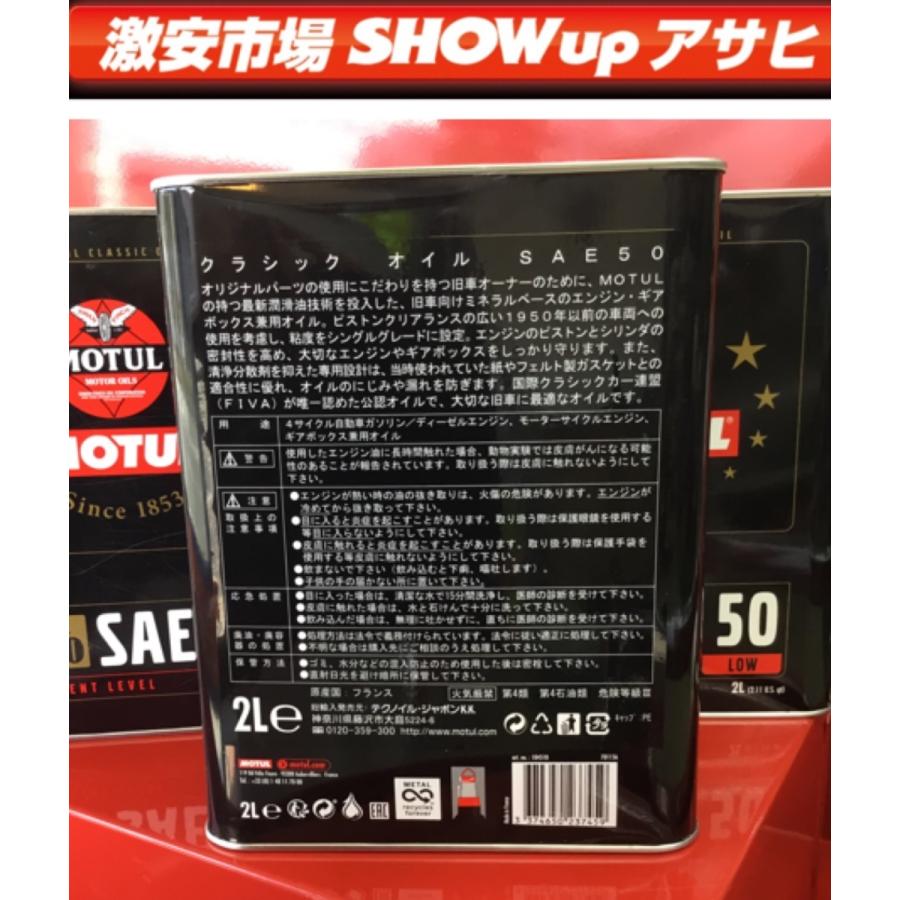 激安市場 SHOWup アサヒ
クラシック オイル SAE50
オリジナルパーツの使用にこだわりを持つ旧車オーナーのために、MOTUL
の持つ最新潤滑油技術を投入した、旧車向けミネラルベースのエンジン・ギア
ボックス兼用オイル。ピストンクリアランスの広い1950年以前の車両への
使用を考慮し、粘度をシングルグレードに設定。エンジンのピストンとシリンダの
密封性を高め、大切なエンジンやギアボックスをしっかり守ります。また、
清浄分散剤を抑えた専用設計は、当時使われていた紙やフェルト製ガスケットとの
適合性に優れ、オイルのにじみや漏れを防ぎます。国際クラシックカー連盟
(FIVA)が唯一認めた公認オイルで、大切な旧車に最適なオイルです。
用途 4サイクル自動車ガソリン/ディーゼルエンジン、モーターサイクルエンジン、
ギアボックス兼用オイル
警告 使用したエンジン油に長時間触れた場合、動物実験では皮膚がんになる可能
性のあることが報告されています。取り扱う際は皮膚に触れないようにして
下さい。
注意
取扱上の
注意事項
●エンジンが熱い時の油の抜き取りは、火傷の危険があります。エンジンが
冷めてから抜き取って下さい。
●目に入ると炎症を起こすことがあります。取り扱う際は保護眼鏡を使用する
等目に入らないようにして下さい。
●皮膚に触れると炎症を起こすことがあります。取り扱う際は保護手袋を
使用する等皮膚に触れないようにして下さい。
●飲まないで下さい(飲み込むと下痢、嘔吐します)。
●子供の手の届かない所に置いて下さい。
応急処置 ●目に入った場合は、清潔な水で15分間洗浄し、医師の診断を受けて下さい。
●皮膚に触れた場合は、水と石けんで十分に洗って下さい。
●飲み込んだ場合は、無理に吐かせずに、直ちに医師の診断を受けて下さい。
廃油・廃容
器の処置
●処理方法は法令で義務付けられています。法令に従い適正に処理して下さい。
●不明な場合は購入先にご相談のうえ処理して下さい。
保管方法 ●ゴミ、水分などの混入防止のため使用した後は密栓して下さい。
●直射日光を避け暗所に保管して下さい。
原産国:フランス 火気厳禁 第4類 第4石油類 危険等級Ⅲ
2L℮ 総輸入発売元:テクノイル・ジャポンK.K.
神奈川県藤沢市大庭5224-6
0120-359-300 http://www.motul.com
キャップ:PE
MOTUL motul.com
2L℮ EAC
METAL
recycles
forever
Made in France
3 374650 237459
L CLASSIC
MOTUL
MOTOR OILS
MOTUL
Since 1853
SAE
ENT LEVEL
IL
L
50
LOW
2L (2.11 U.S. qt)